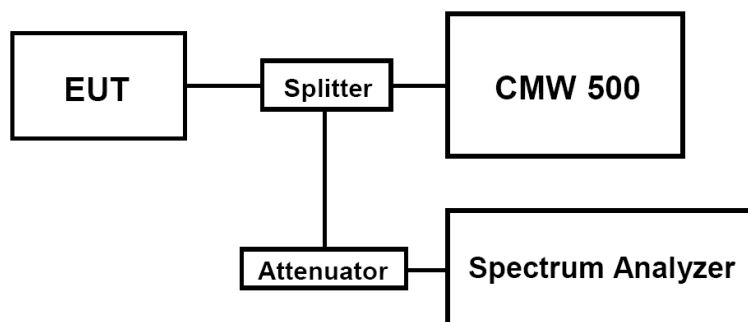 EUT
Splitter
CMW 500
Attenuator
Spectrum Analyzer